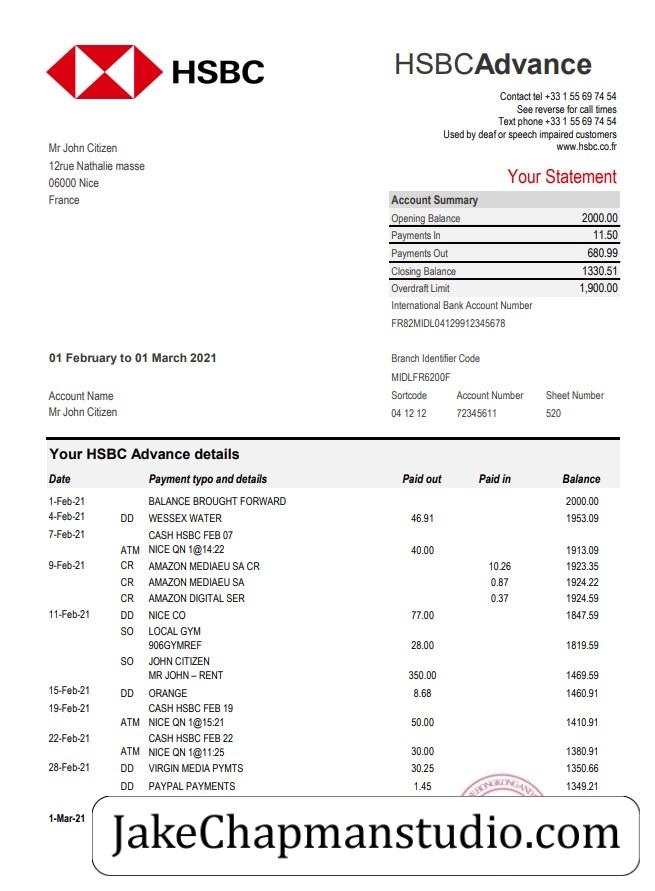 HSBC
HSBCAdvance
Contact tel +33 1 55 69 74 54
See reverse for call times
Text phone +33 1 55 69 74 54
Used by deaf or speech impaired customers
www.hsbc.co.fr
Mr John Citizen
12rue Nathalie masse
06000 Nice
France
Your Statement
Account Summary
Opening Balance 2000.00
Payments In 11.50
Payments Out 680.99
Closing Balance 1330.51
Overdraft Limit 1,900.00
International Bank Account Number
FR82MIDL04129912345678
01 February to 01 March 2021
Branch Identifier Code
MIDLFR6200F
Account Name
Mr John Citizen
Sortcode Account Number Sheet Number
04 12 12 72345611 520
Your HSBC Advance details
Date Payment typo and details Paid out Paid in Balance
1-Feb-21 BALANCE BROUGHT FORWARD 2000.00
4-Feb-21 DD WESSEX WATER 46.91 1953.09
7-Feb-21 CASH HSBC FEB 07
ATM NICE QN 1@14:22 40.00 1913.09
9-Feb-21 CR AMAZON MEDIAEU SA CR 10.26 1923.35
CR AMAZON MEDIAEU SA 0.87 1924.22
CR AMAZON DIGITAL SER 0.37 1924.59
11-Feb-21 DD NICE CO 77.00 1847.59
SO LOCAL GYM
906GYMREF 28.00 1819.59
SO JOHN CITIZEN
MR JOHN – RENT 350.00 1469.59
15-Feb-21 DD ORANGE 8.68 1460.91
19-Feb-21 CASH HSBC FEB 19
ATM NICE QN 1@15:21 50.00 1410.91
22-Feb-21 CASH HSBC FEB 22
ATM NICE QN 1@11:25 30.00 1380.91
28-Feb-21 DD VIRGIN MEDIA PYMTS 30.25 1350.66
DD PAYPAL PAYMENTS 1.45 1349.21
1-Mar-21
JakeChapmanstudio.com